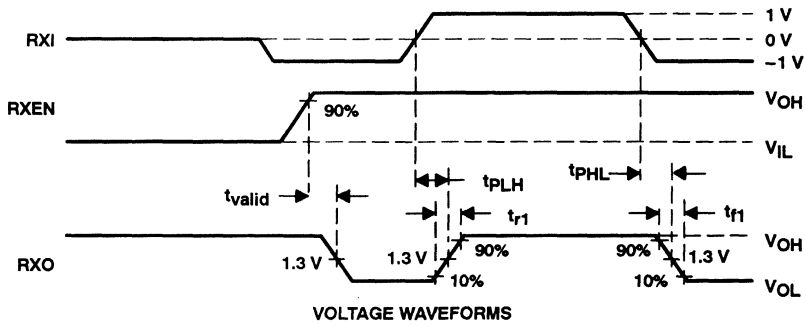 1 V
RXI
0 V
–1 V
RXEN
90%
VOH
VIL
tvalid
tPLH
tPHL
tr1
tf1
RXO
1.3 V
1.3 V
90%
10%
90%
10%
1.3 V
VOH
VOL
VOLTAGE WAVEFORMS